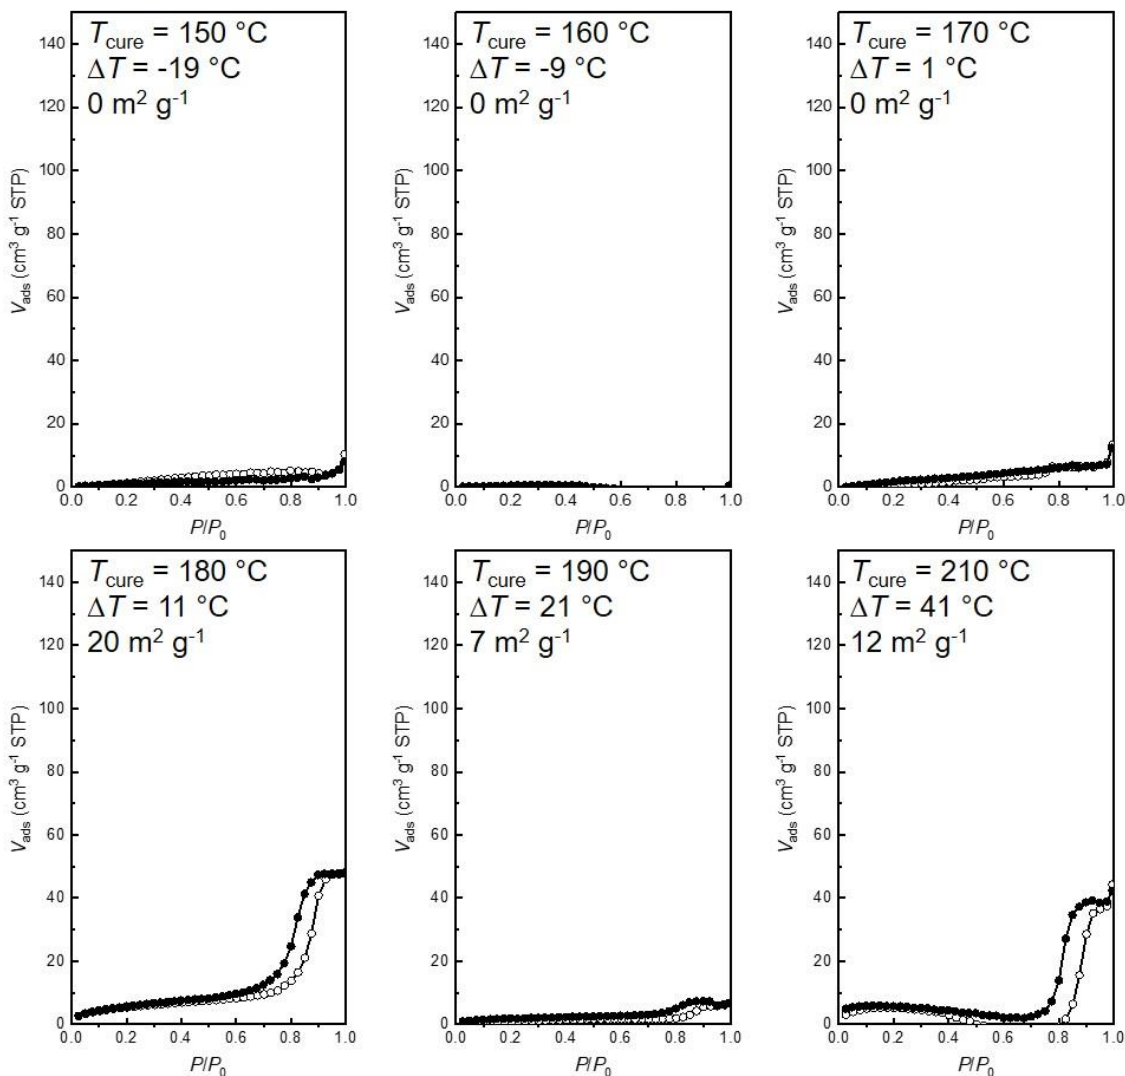 T_cure = 150 °C
ΔT = -19 °C
0 m² g⁻¹
V_ads (cm³ g⁻¹ STP)
140
120
100
80
60
40
20
0
0.0 0.2 0.4 0.6 0.8 1.0
P/P₀
T_cure = 160 °C
ΔT = -9 °C
0 m² g⁻¹
V_ads (cm³ g⁻¹ STP)
140
120
100
80
60
40
20
0
0.0 0.2 0.4 0.6 0.8 1.0
P/P₀
T_cure = 170 °C
ΔT = 1 °C
0 m² g⁻¹
V_ads (cm³ g⁻¹ STP)
140
120
100
80
60
40
20
0
0.0 0.2 0.4 0.6 0.8 1.0
P/P₀
T_cure = 180 °C
ΔT = 11 °C
20 m² g⁻¹
V_ads (cm³ g⁻¹ STP)
140
120
100
80
60
40
20
0
0.0 0.2 0.4 0.6 0.8 1.0
P/P₀
T_cure = 190 °C
ΔT = 21 °C
7 m² g⁻¹
V_ads (cm³ g⁻¹ STP)
140
120
100
80
60
40
20
0
0.0 0.2 0.4 0.6 0.8 1.0
P/P₀
T_cure = 210 °C
ΔT = 41 °C
12 m² g⁻¹
V_ads (cm³ g⁻¹ STP)
140
120
100
80
60
40
20
0
0.0 0.2 0.4 0.6 0.8 1.0
P/P₀